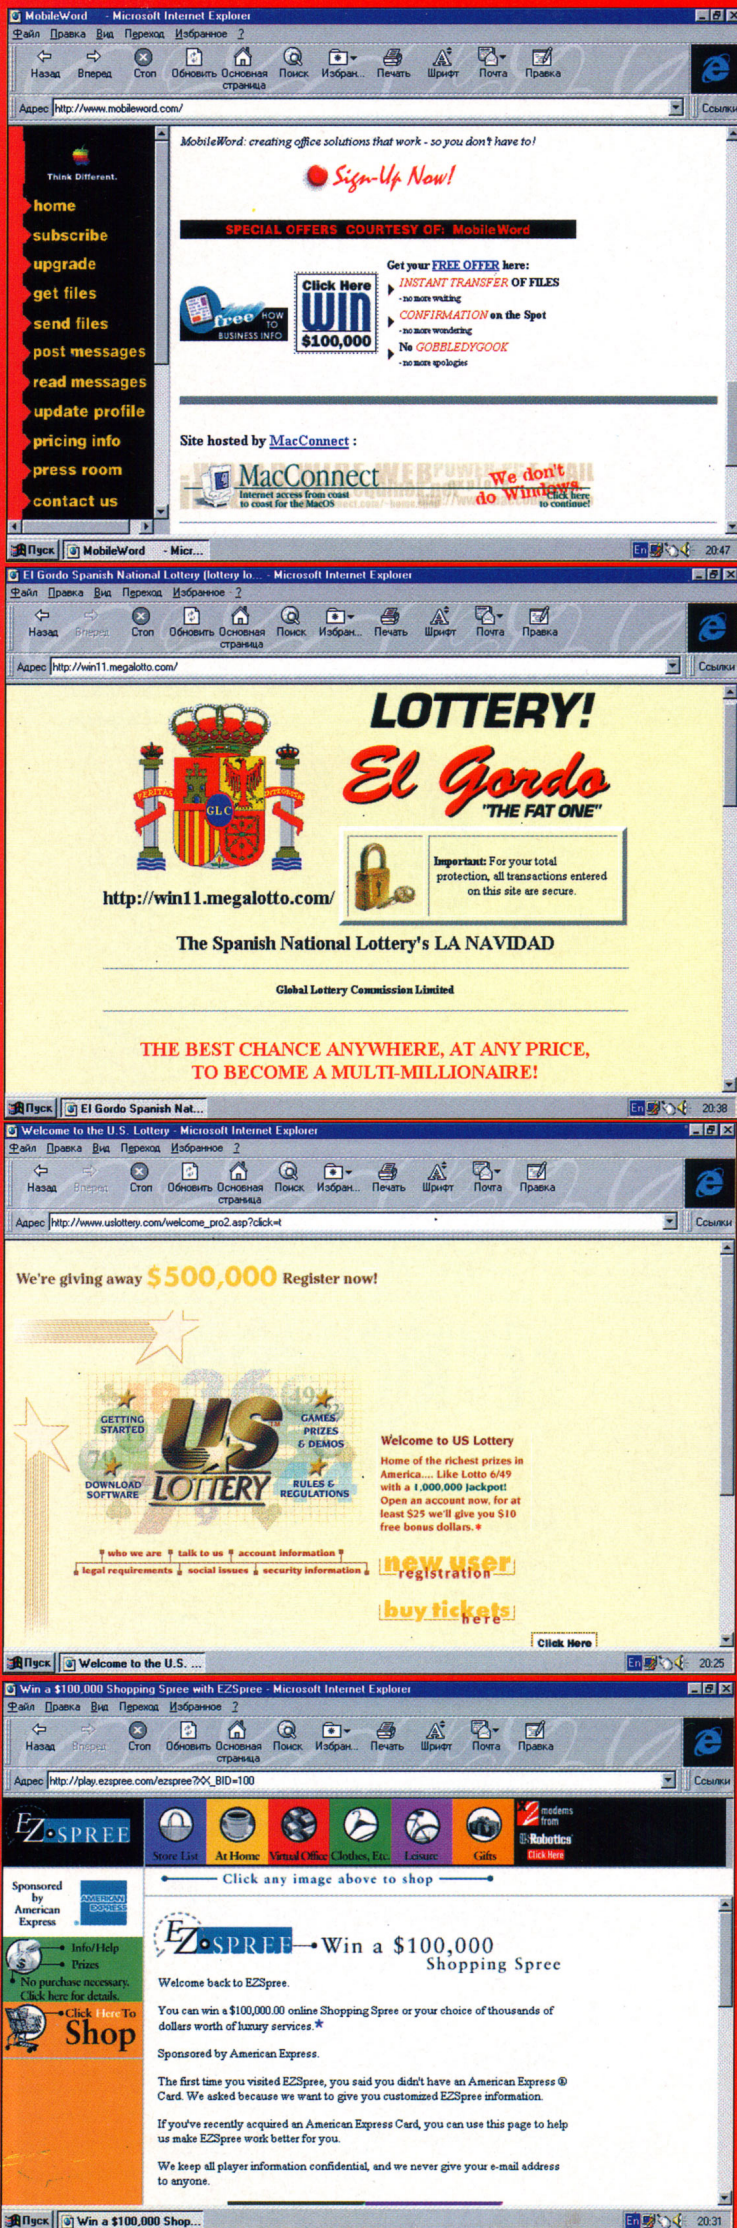 MobileWord - Microsoft Internet Explorer
Файл Правка Вид Переход Избранное ?
Назад Вперед Стоп Обновить Основная страница Поиск Избран... Печать Шрифт Почта Правка
Адрес http://www.mobileword.com/ Ссылки
Think Different.
home
subscribe
upgrade
get files
send files
post messages
read messages
update profile
pricing info
press room
contact us
MobileWord: creating office solutions that work - so you don't have to!
Sign-Up Now!
SPECIAL OFFERS COURTESY OF: MobileWord
free HOW TO BUSINESS INFO
Click Here
WIN
$100,000
Get your FREE OFFER here:
INSTANT TRANSFER OF FILES
- no more waiting
CONFIRMATION on the Spot
- no more wondering
No GOBBLEDYGOOK
- no more apologies
Site hosted by MacConnect :
MacConnect
Internet access from coast
to coast for the MacOS
We don't
do Windows.
Click here
to continue!
Пуск MobileWord - Micr... En 20:47
El Gordo Spanish National Lottery (lottery lo... - Microsoft Internet Explorer
Файл Правка Вид Переход Избранное ?
Назад Вперед Стоп Обновить Основная страница Поиск Избран... Печать Шрифт Почта Правка
Адрес http://win11.megalotto.com/ Ссылки
LOTTERY!
El Gordo
"THE FAT ONE"
VERITAS GLC INTEGRITAS
Important: For your total
protection, all transactions entered
on this site are secure.
http://win11.megalotto.com/
The Spanish National Lottery's LA NAVIDAD
Global Lottery Commission Limited
THE BEST CHANCE ANYWHERE, AT ANY PRICE,
TO BECOME A MULTI-MILLIONAIRE!
Пуск El Gordo Spanish Nat... En 20:38
Welcome to the U.S. Lottery - Microsoft Internet Explorer
Файл Правка Вид Переход Избранное ?
Назад Вперед Стоп Обновить Основная страница Поиск Избран... Печать Шрифт Почта Правка
Адрес http://www.uslottery.com/welcome_pro2.asp?click=t Ссылки
We're giving away $500,000 Register now!
GETTING
STARTED
GAMES,
PRIZES
& DEMOS
US
LOTTERY
DOWNLOAD
SOFTWARE
RULES &
REGULATIONS
who we are talk to us account information
legal requirements social issues security information
Welcome to US Lottery
Home of the richest prizes in
America.... Like Lotto 6/49
with a 1,000,000 Jackpot!
Open an account now, for at
least $25 we'll give you $10
free bonus dollars.*
new user
registration
buy tickets
here
Click Here
Пуск Welcome to the U.S. ... En 20:25
Win a $100,000 Shopping Spree with EZSpree - Microsoft Internet Explorer
Файл Правка Вид Переход Избранное ?
Назад Вперед Стоп Обновить Основная страница Поиск Избран... Печать Шрифт Почта Правка
Адрес http://play.ezspree.com/ezspree?XX_BID=100 Ссылки
EZ SPREE
Store List At Home Virtual Office Clothes, Etc. Leisure Gifts
x2 modems
from
Robotics
Click Here
Click any image above to shop
Sponsored
by
American
Express
AMERICAN
EXPRESS
Info/Help
Prizes
No purchase necessary.
Click here for details.
Click Here To
Shop
EZ SPREE Win a $100,000
Shopping Spree
Welcome back to EZSpree.
You can win a $100,000.00 online Shopping Spree or your choice of thousands of
dollars worth of luxury services.*
Sponsored by American Express.
The first time you visited EZSpree, you said you didn't have an American Express ®
Card. We asked because we want to give you customized EZSpree information.
If you've recently acquired an American Express Card, you can use this page to help
us make EZSpree work better for you.
We keep all player information confidential, and we never give your e-mail address
to anyone.
Пуск Win a $100,000 Shop... En 20:31